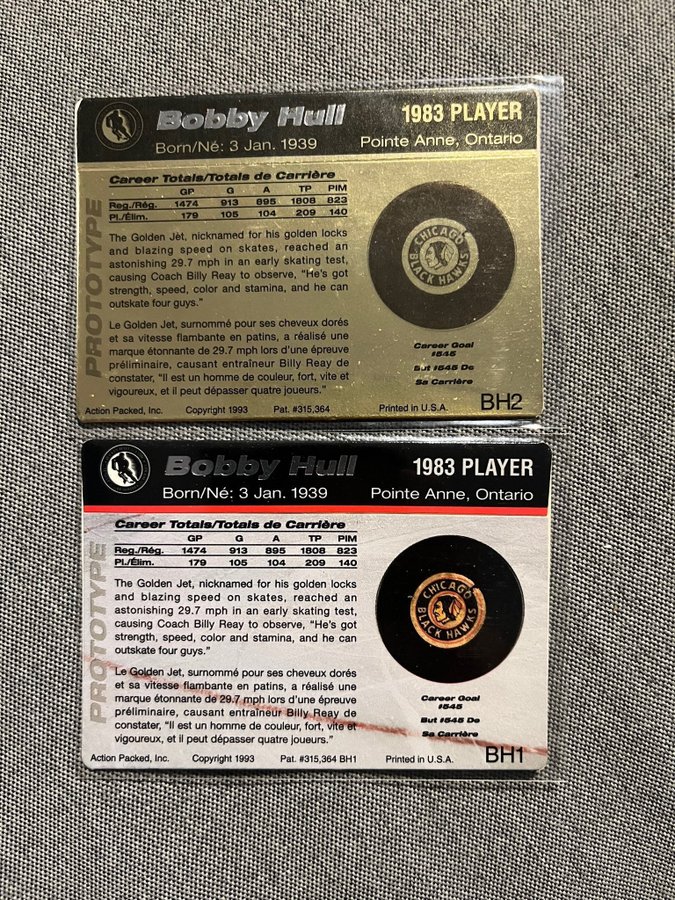 Bobby Hull
1983 PLAYER
Born/Né: 3 Jan. 1939
Pointe Anne, Ontario
PROTOTYPE
Career Totals/Totals de Carrière
GP G A TP PIM
Reg./Rég. 1474 913 895 1808 823
Pl./Élim. 179 105 104 209 140
The Golden Jet, nicknamed for his golden locks
and blazing speed on skates, reached an
astonishing 29.7 mph in an early skating test,
causing Coach Billy Reay to observe, “He’s got
strength, speed, color and stamina, and he can
outskate four guys.”
Le Golden Jet, surnommé pour ses cheveux dorés
et sa vitesse flambante en patins, a réalisé une
marque étonnante de 29.7 mph lors d’une épreuve
préliminaire, causant entraîneur Billy Reay de
constater, “Il est un homme de couleur, fort, vite et
vigoureux, et il peut dépasser quatre joueurs.”
CHICAGO
BLACK HAWKS
Career Goal
#545
But #545 De
Sa Carrière
Action Packed, Inc. Copyright 1993 Pat. #315,364 Printed in U.S.A. BH2
Bobby Hull
1983 PLAYER
Born/Né: 3 Jan. 1939
Pointe Anne, Ontario
PROTOTYPE
Career Totals/Totals de Carrière
GP G A TP PIM
Reg./Rég. 1474 913 895 1808 823
Pl./Élim. 179 105 104 209 140
The Golden Jet, nicknamed for his golden locks
and blazing speed on skates, reached an
astonishing 29.7 mph in an early skating test,
causing Coach Billy Reay to observe, “He’s got
strength, speed, color and stamina, and he can
outskate four guys.”
Le Golden Jet, surnommé pour ses cheveux dorés
et sa vitesse flambante en patins, a réalisé une
marque étonnante de 29.7 mph lors d’une épreuve
préliminaire, causant entraîneur Billy Reay de
constater, “Il est un homme de couleur, fort, vite et
vigoureux, et il peut dépasser quatre joueurs.”
CHICAGO
BLACK HAWKS
Career Goal
#545
But #545 De
Sa Carrière
Action Packed, Inc. Copyright 1993 Pat. #315,364 BH1 Printed in U.S.A. BH1